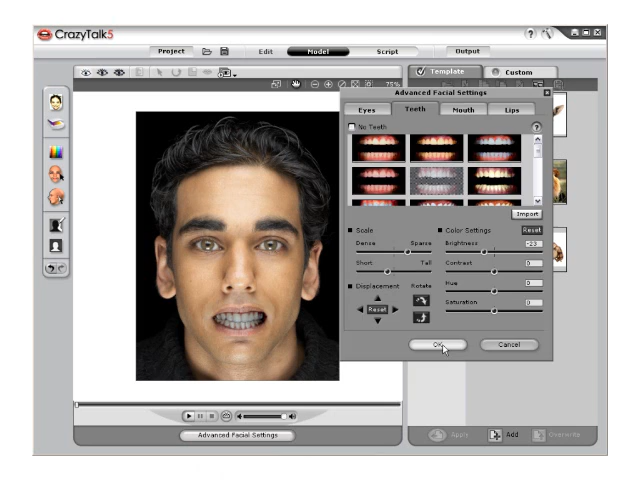 CrazyTalk5
Project Edit Model Script Output
Template Custom
75%
Advanced Facial Settings
Eyes Teeth Mouth Lips
No Teeth
Import
Scale Color Settings Reset
Dense Sparse Brightness -23
Short Tall Contrast 0
Displacement Rotate Hue 0
Reset Saturation 0
OK Cancel
Advanced Facial Settings
Apply Add Overwrite